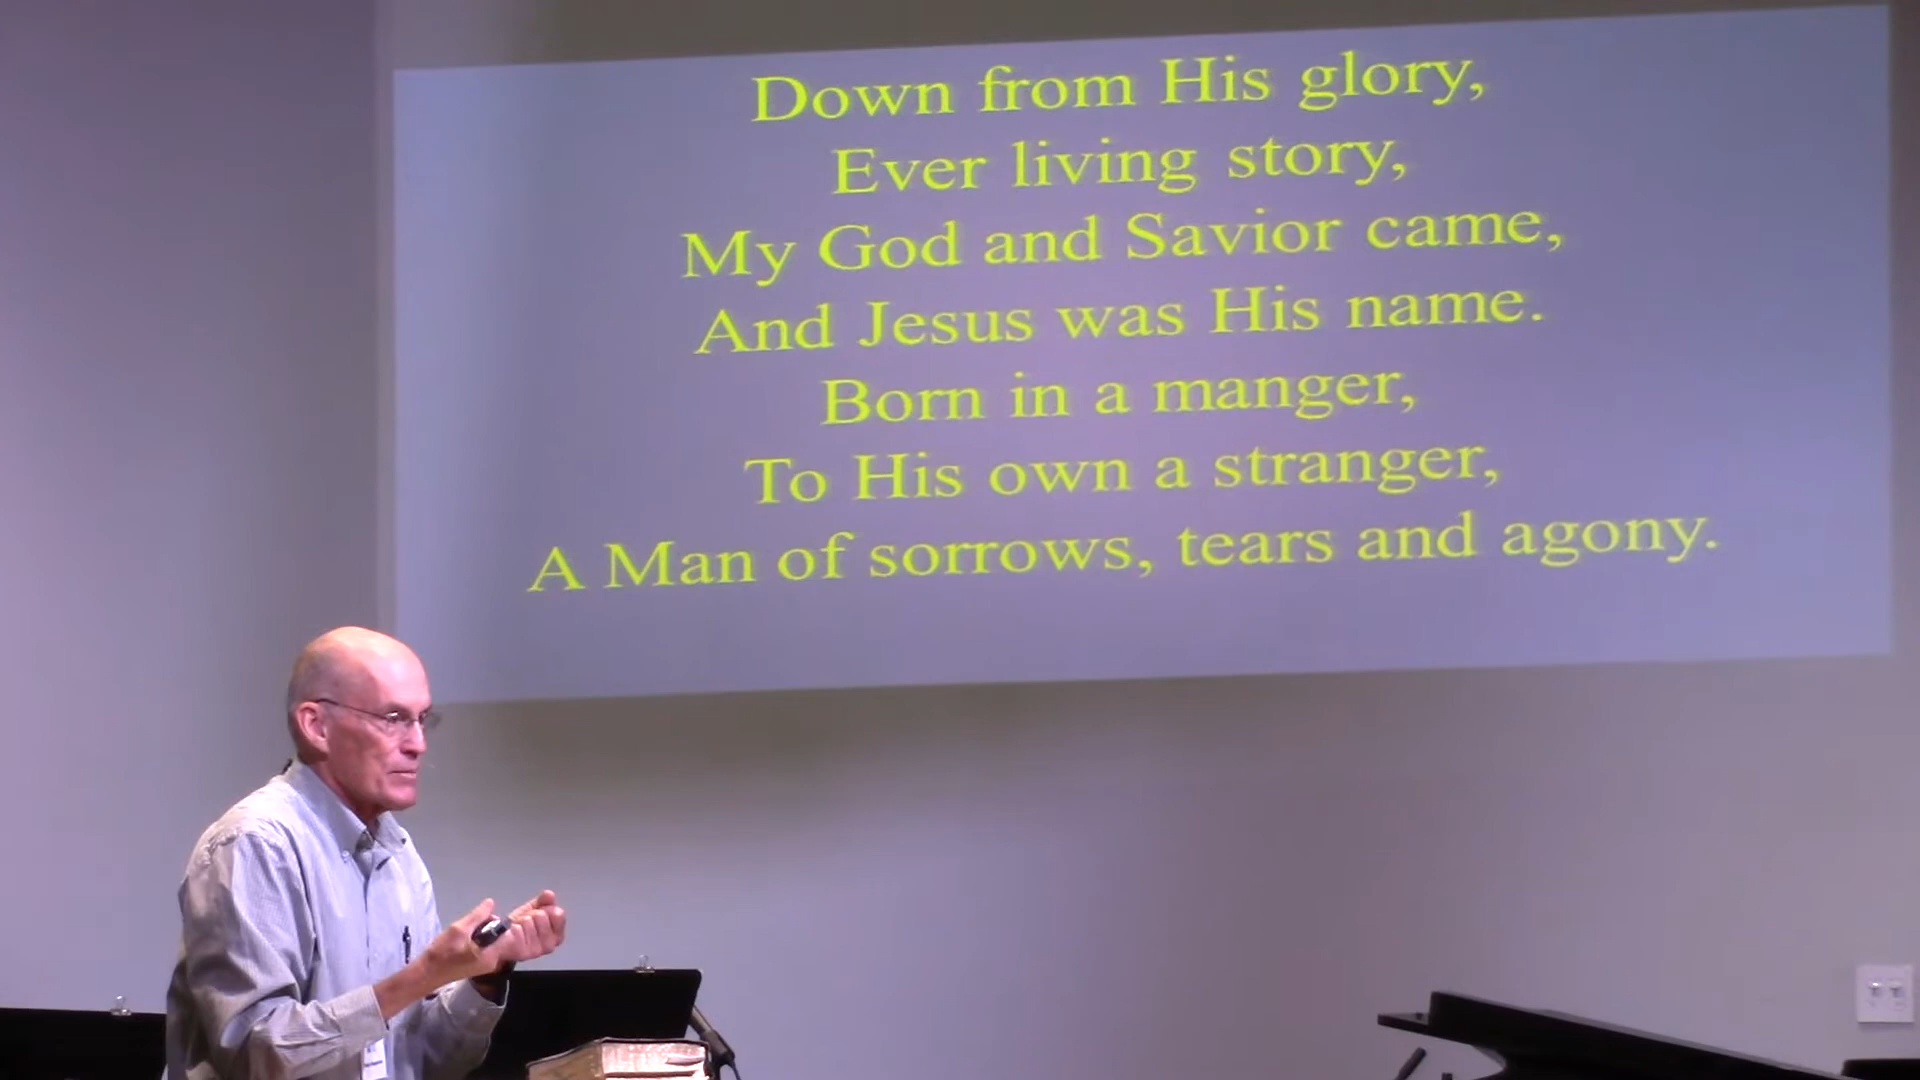 Down from His glory,
Ever living story,
My God and Savior came,
And Jesus was His name.
Born in a manger,
To His own a stranger,
A Man of sorrows, tears and agony.